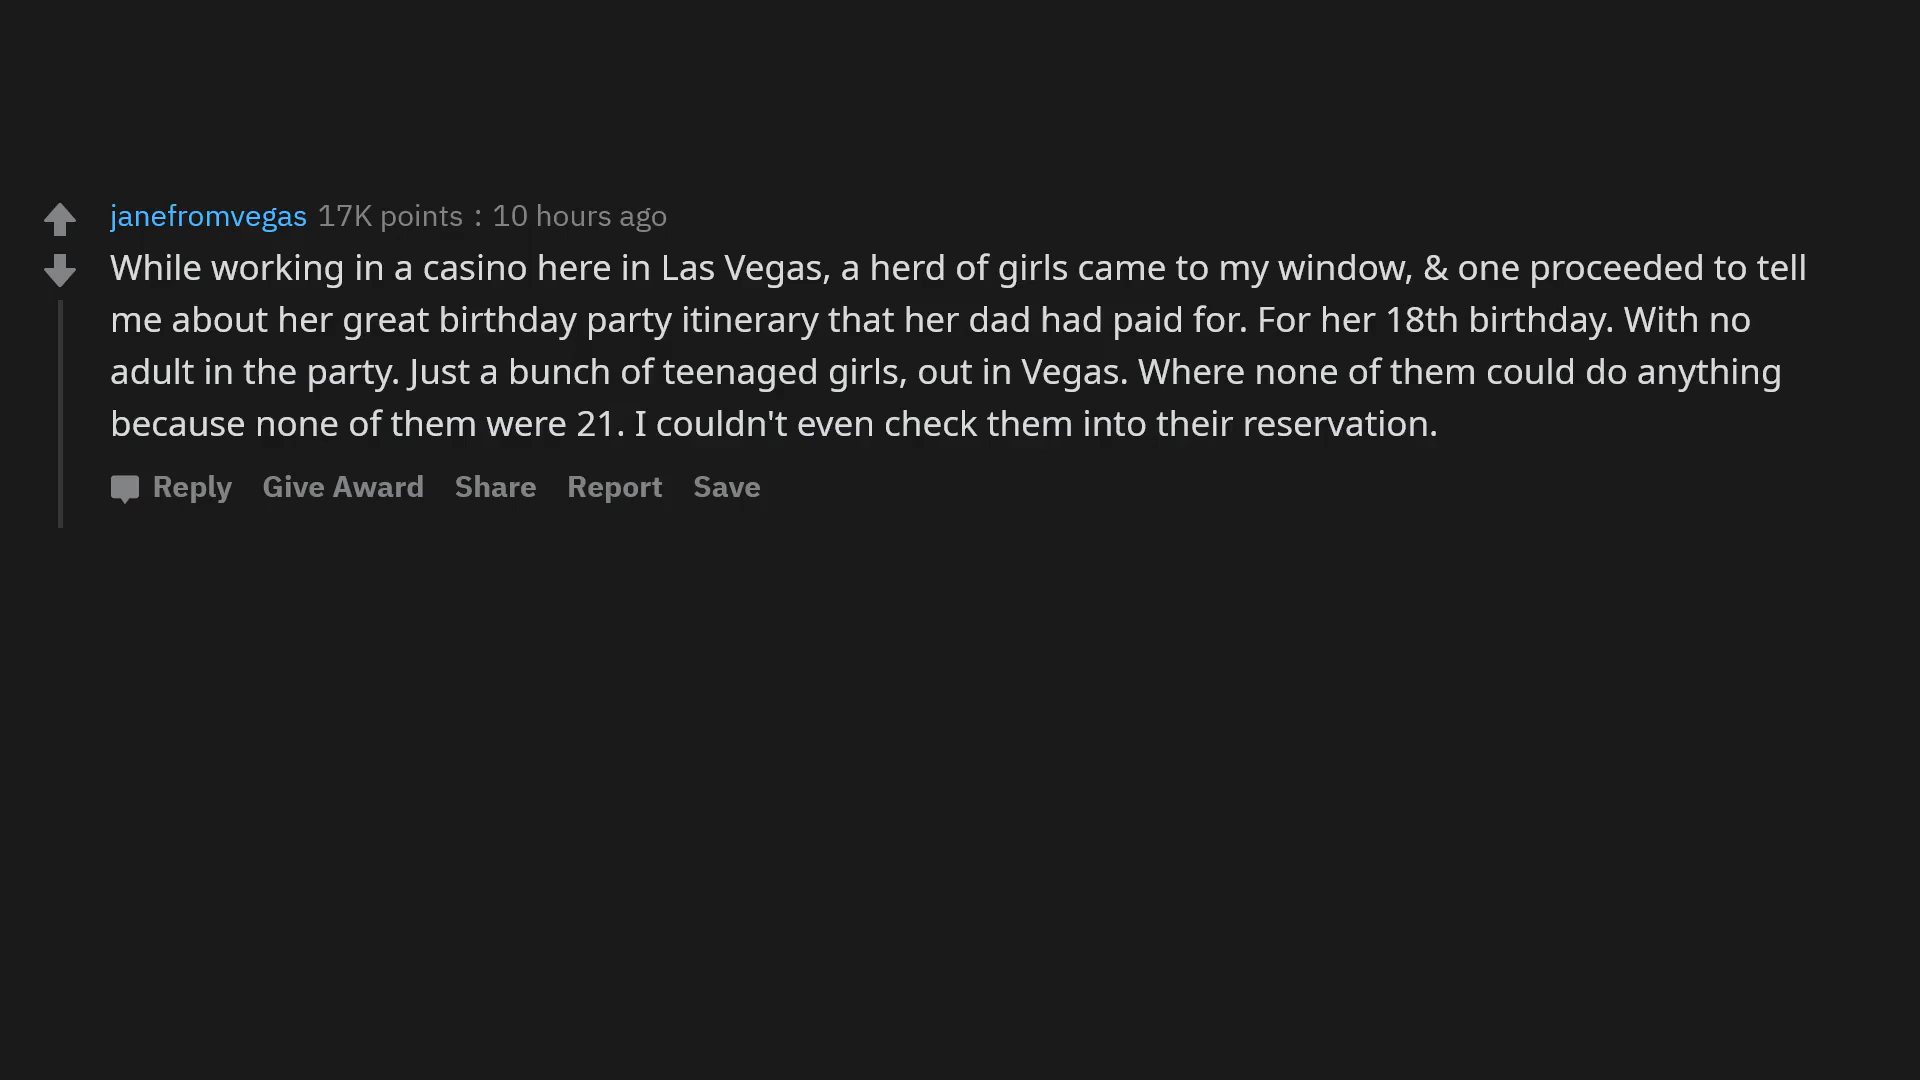 janefromvegas 17K points : 10 hours ago
While working in a casino here in Las Vegas, a herd of girls came to my window, & one proceeded to tell
me about her great birthday party itinerary that her dad had paid for. For her 18th birthday. With no
adult in the party. Just a bunch of teenaged girls, out in Vegas. Where none of them could do anything
because none of them were 21. I couldn't even check them into their reservation.
Reply Give Award Share Report Save